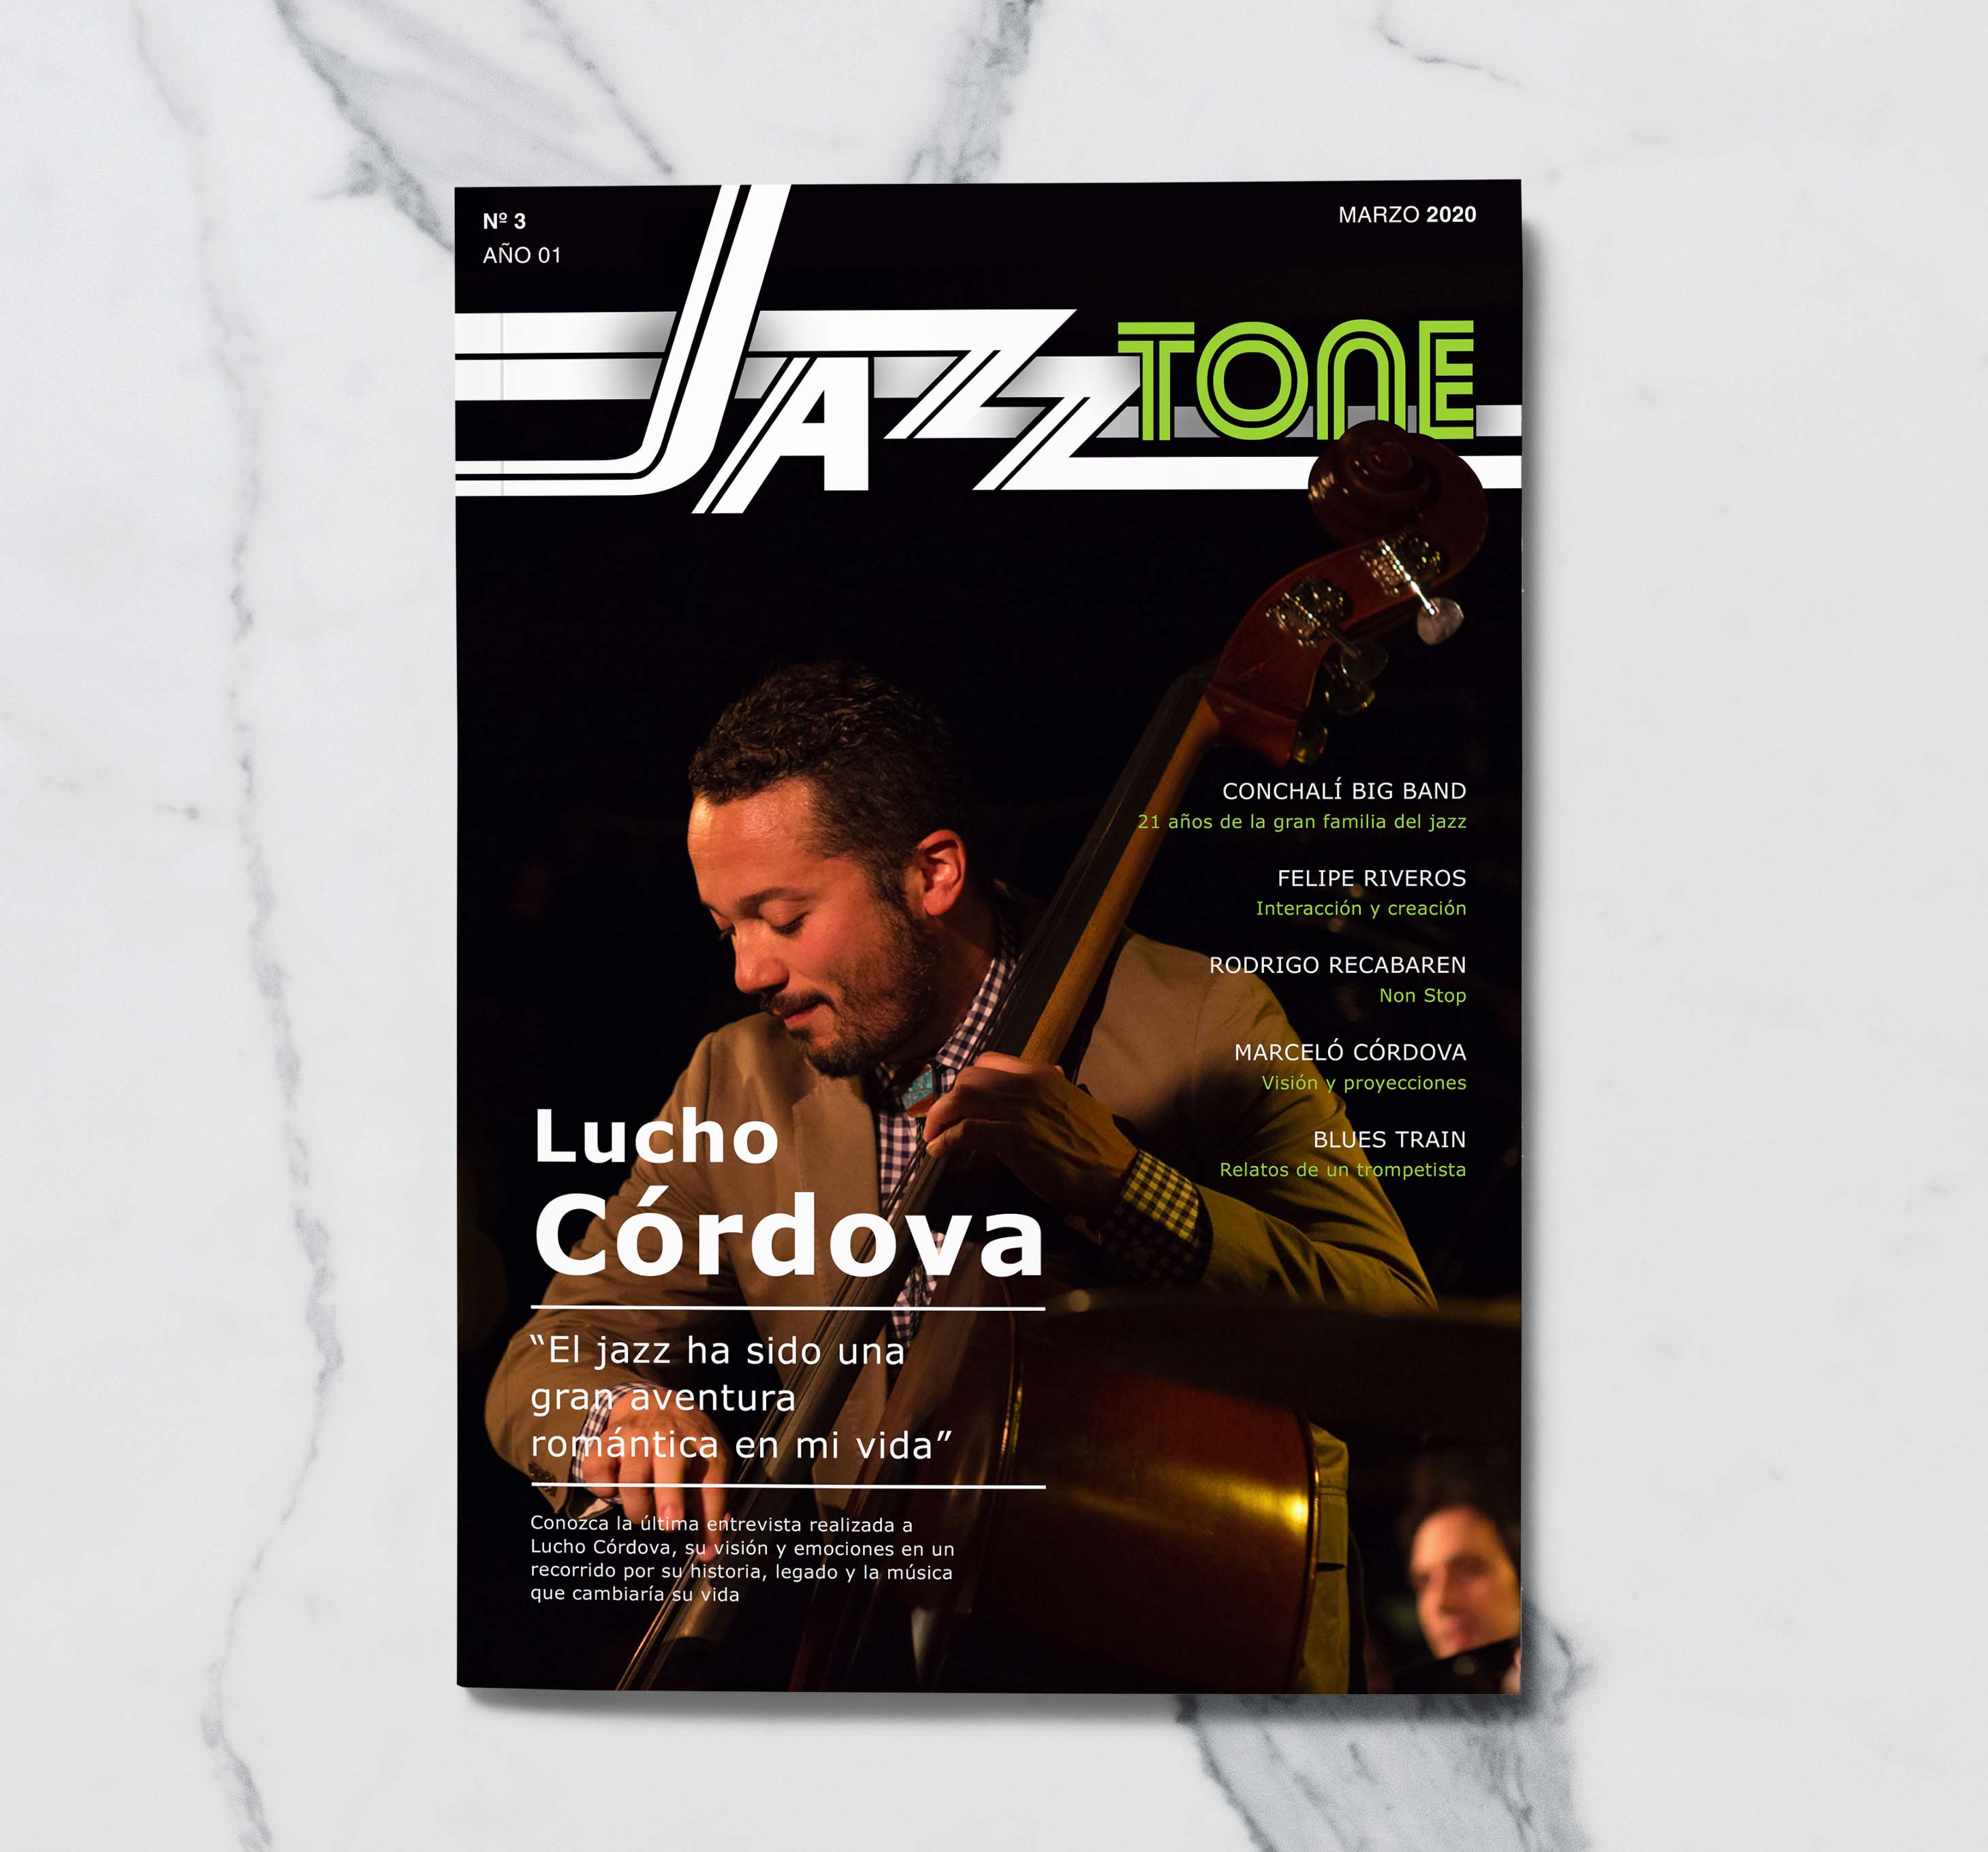 Nº 3
AÑO 01
MARZO 2020
JAZZ TONE
CONCHALÍ BIG BAND
21 años de la gran familia del jazz
FELIPE RIVEROS
Interacción y creación
RODRIGO RECABAREN
Non Stop
MARCELÓ CÓRDOVA
Visión y proyecciones
BLUES TRAIN
Relatos de un trompetista
Lucho
Córdova
“El jazz ha sido una
gran aventura
romántica en mi vida”
Conozca la última entrevista realizada a
Lucho Córdova, su visión y emociones en un
recorrido por su historia, legado y la música
que cambiaría su vida